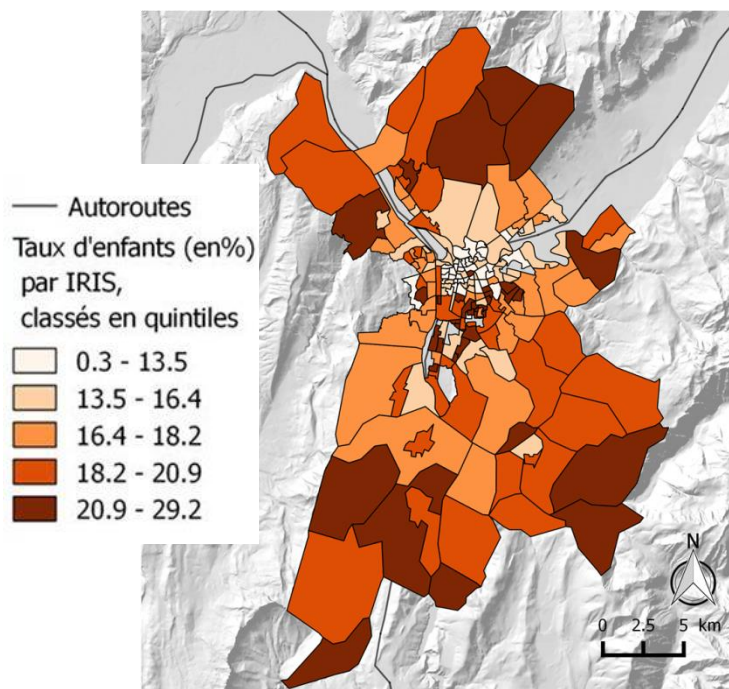 Autoroutes
Taux d'enfants (en%)
par IRIS,
classés en quintiles
0.3 - 13.5
13.5 - 16.4
16.4 - 18.2
18.2 - 20.9
20.9 - 29.2
N
0 2.5 5 km